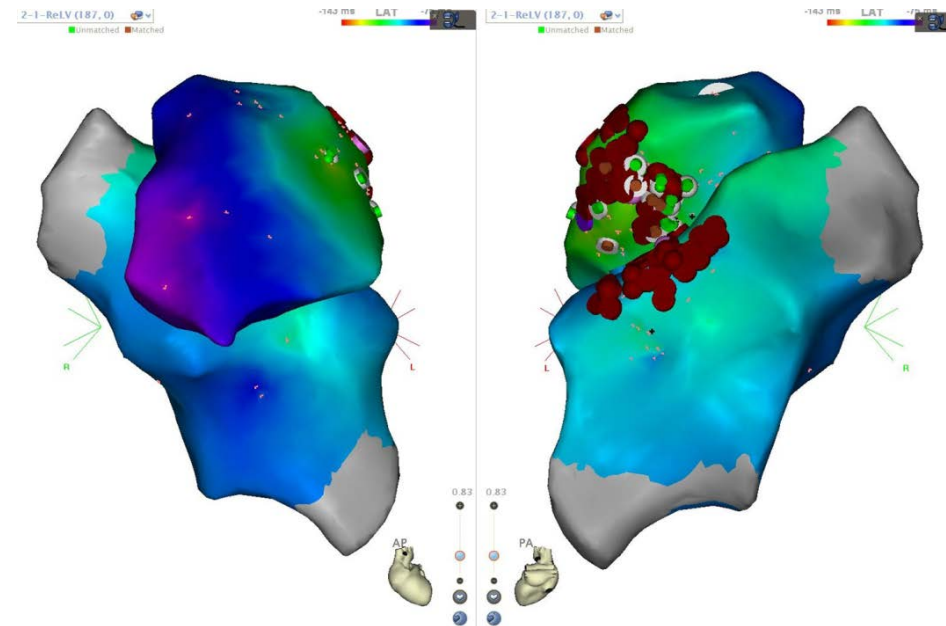 2-1-ReLV (187, 0)
-143 ms LAT
Unmatched Matched
R
L
0.83
AP
2-1-ReLV (187, 0)
-143 ms LAT
Unmatched Matched
L
R
0.83
PA